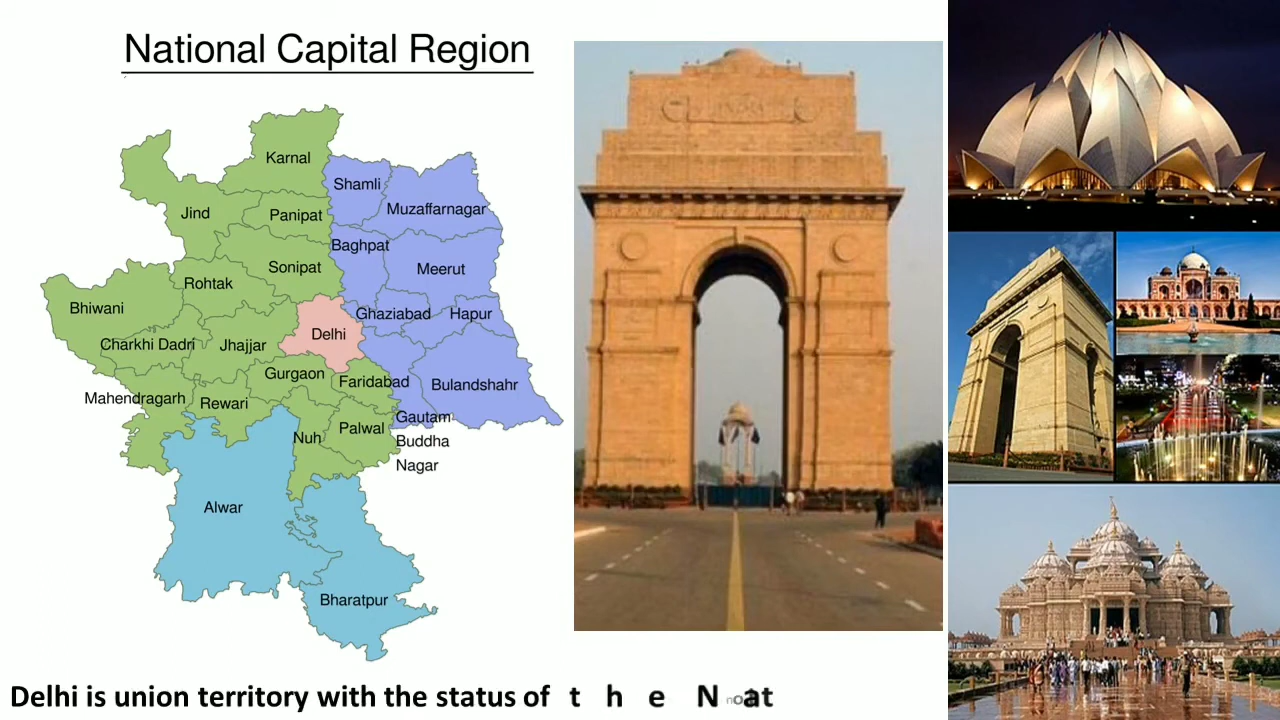 National Capital Region
Karnal
Shamli
Muzaffarnagar
Jind
Panipat
Baghpat
Sonipat
Meerut
Rohtak
Bhiwani
Ghaziabad
Hapur
Delhi
Charkhi Dadri
Jhajjar
Gurgaon
Faridabad
Bulandshahr
Mahendragarh
Rewari
Gautam
Buddha
Nagar
Palwal
Nuh
Alwar
Bharatpur
Delhi is union territory with the status of t h e N at